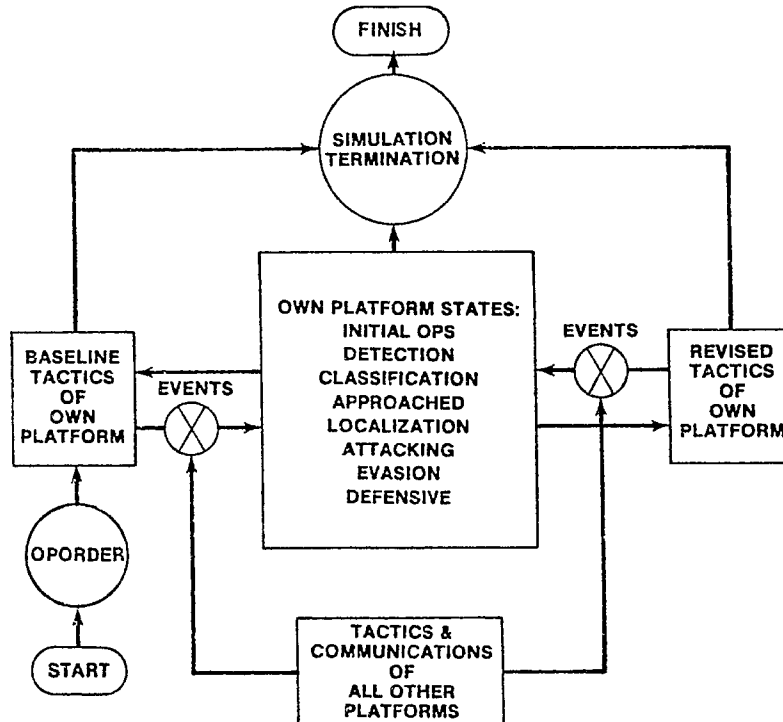 FINISH
SIMULATION
TERMINATION
OWN PLATFORM STATES:
INITIAL OPS
DETECTION
CLASSIFICATION
APPROACHED
LOCALIZATION
ATTACKING
EVASION
DEFENSIVE
BASELINE
TACTICS
OF
OWN
PLATFORM
EVENTS
EVENTS
REVISED
TACTICS
OF
OWN
PLATFORM
OPORDER
START
TACTICS &
COMMUNICATIONS
OF
ALL OTHER
PLATFORMS